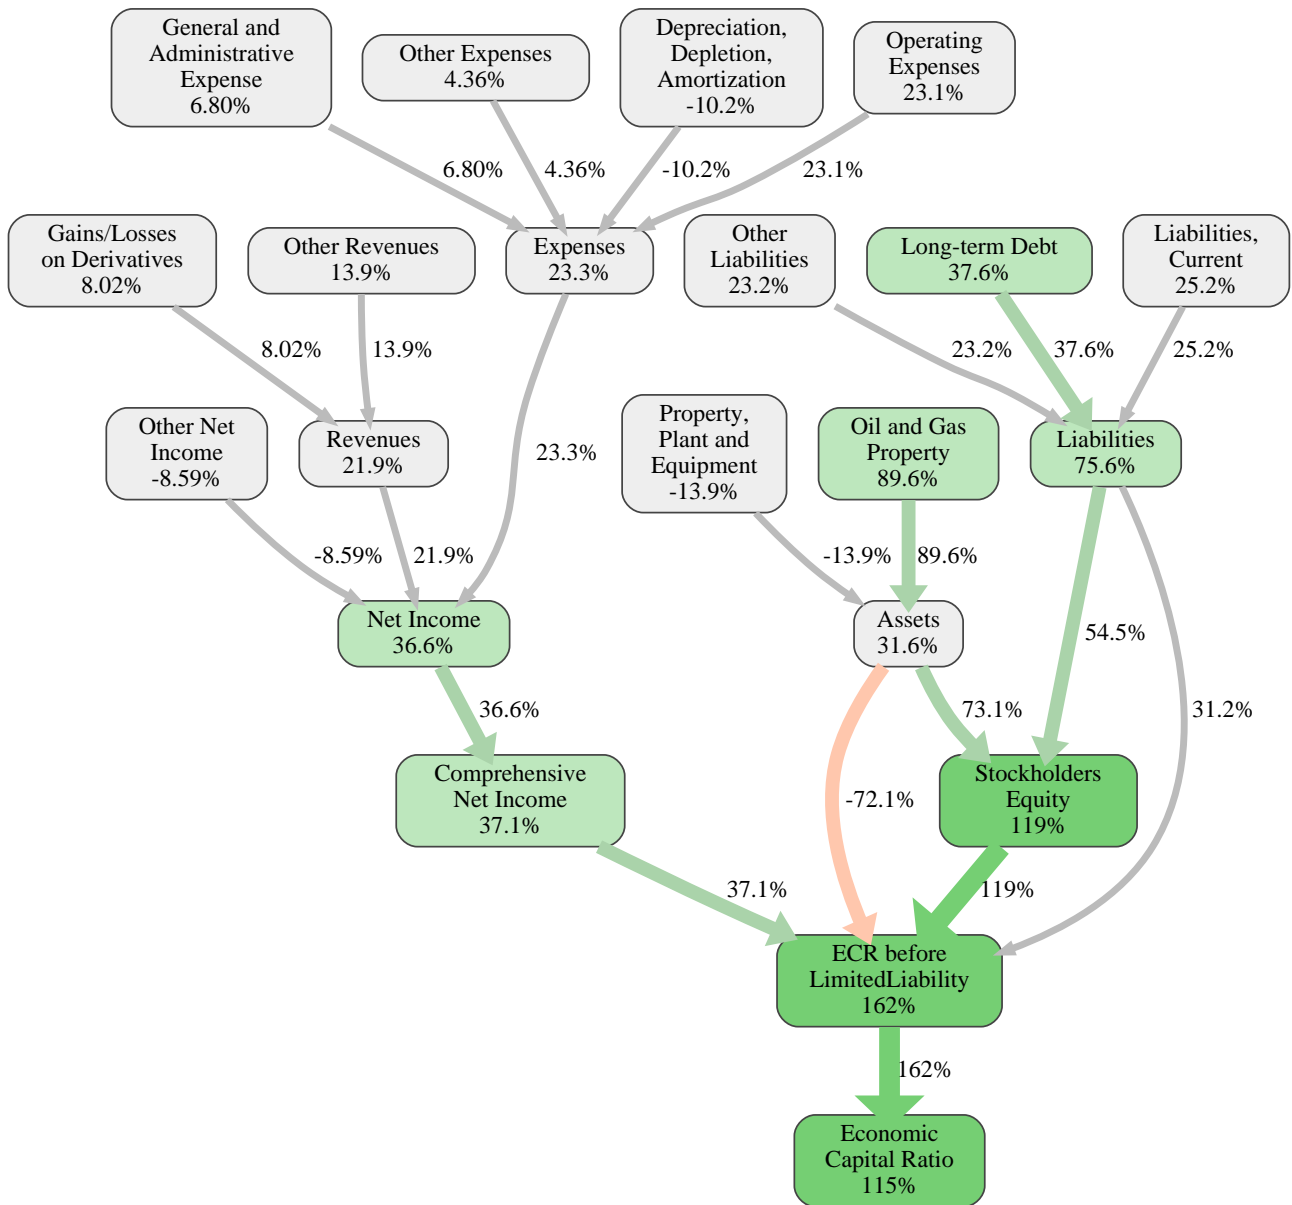 General and
Administrative
Expense
6.80%
Other Expenses
4.36%
Depreciation,
Depletion,
Amortization
-10.2%
Operating
Expenses
23.1%
6.80%
4.36%
-10.2%
23.1%
Gains/Losses
on Derivatives
8.02%
Other Revenues
13.9%
Expenses
23.3%
Other
Liabilities
23.2%
Long-term Debt
37.6%
Liabilities,
Current
25.2%
8.02%
13.9%
23.3%
23.2%
37.6%
25.2%
Other Net
Income
-8.59%
Revenues
21.9%
Property,
Plant and
Equipment
-13.9%
Oil and Gas
Property
89.6%
Liabilities
75.6%
-8.59%
21.9%
-13.9%
89.6%
54.5%
31.2%
Net Income
36.6%
Assets
31.6%
36.6%
-72.1%
73.1%
Comprehensive
Net Income
37.1%
Stockholders
Equity
119%
37.1%
119%
ECR before
LimitedLiability
162%
162%
Economic
Capital Ratio
115%